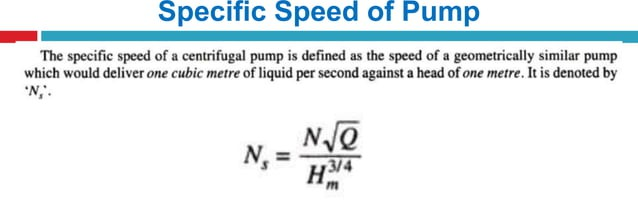 Specific Speed of Pump
The specific speed of a centrifugal pump is defined as the speed of a geometrically similar pump
which would deliver one cubic metre of liquid per second against a head of one metre. It is denoted by
‘Nₛ’.
Nₛ = N√Q / Hₘ^3/4